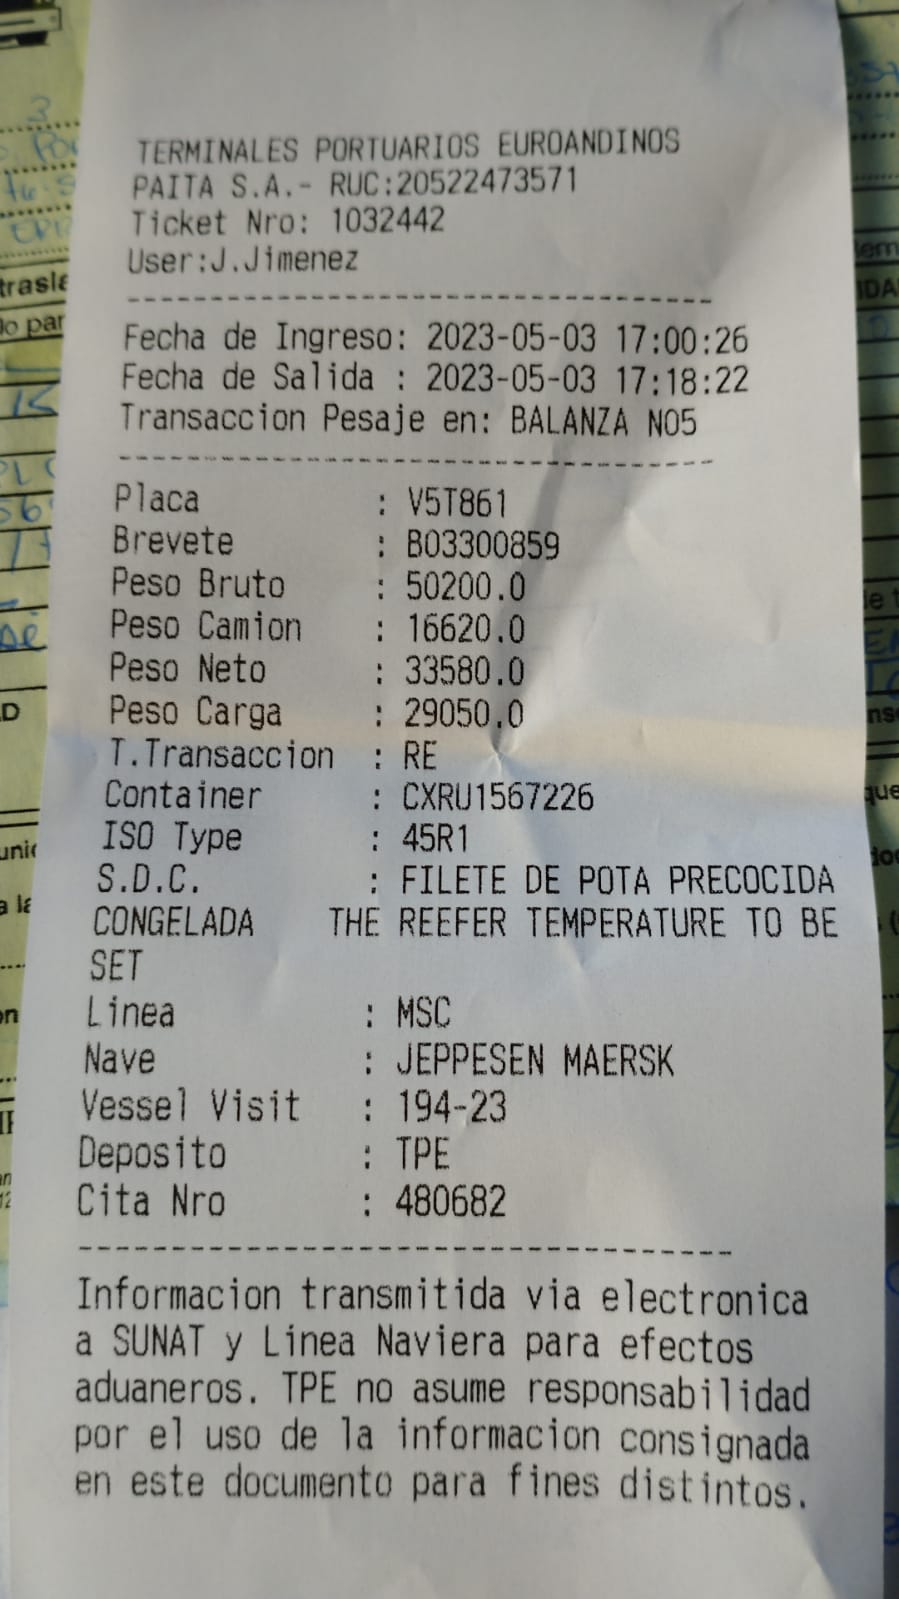 TERMINALES PORTUARIOS EUROANDINOS
PAITA S.A.- RUC:20522473571
Ticket Nro: 1032442
User:J.Jimenez
------------------------------------
Fecha de Ingreso: 2023-05-03 17:00:26
Fecha de Salida : 2023-05-03 17:18:22
Transaccion Pesaje en: BALANZA NO5
------------------------------------
Placa : V5T861
Brevete : B03300859
Peso Bruto : 50200.0
Peso Camion : 16620.0
Peso Neto : 33580.0
Peso Carga : 29050.0
T.Transaccion : RE
Container : CXRU1567226
ISO Type : 45R1
S.D.C. : FILETE DE POTA PRECOCIDA
CONGELADA THE REEFER TEMPERATURE TO BE
SET
Linea : MSC
Nave : JEPPESEN MAERSK
Vessel Visit : 194-23
Deposito : TPE
Cita Nro : 480682
------------------------------------
Informacion transmitida via electronica
a SUNAT y Linea Naviera para efectos
aduaneros. TPE no asume responsabilidad
por el uso de la informacion consignada
en este documento para fines distintos.